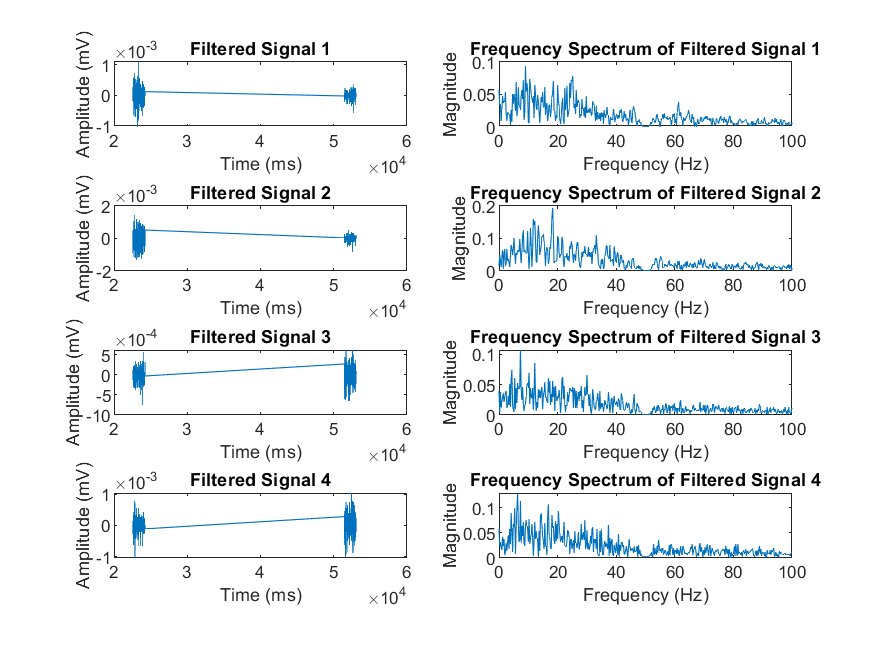 Filtered Signal 1
×10-3
Amplitude (mV)
1
0
-1
2 3 4 5 6
Time (ms)
×104
Frequency Spectrum of Filtered Signal 1
Magnitude
0.1
0.05
0
0 20 40 60 80 100
Frequency (Hz)
Filtered Signal 2
×10-3
Amplitude (mV)
2
0
-2
2 3 4 5 6
Time (ms)
×104
Frequency Spectrum of Filtered Signal 2
Magnitude
0.2
0.1
0
0 20 40 60 80 100
Frequency (Hz)
Filtered Signal 3
×10-4
Amplitude (mV)
5
0
-5
-10
2 3 4 5 6
Time (ms)
×104
Frequency Spectrum of Filtered Signal 3
Magnitude
0.1
0.05
0
0 20 40 60 80 100
Frequency (Hz)
Filtered Signal 4
×10-3
Amplitude (mV)
1
0
-1
2 3 4 5 6
Time (ms)
×104
Frequency Spectrum of Filtered Signal 4
Magnitude
0.1
0.05
0
0 20 40 60 80 100
Frequency (Hz)